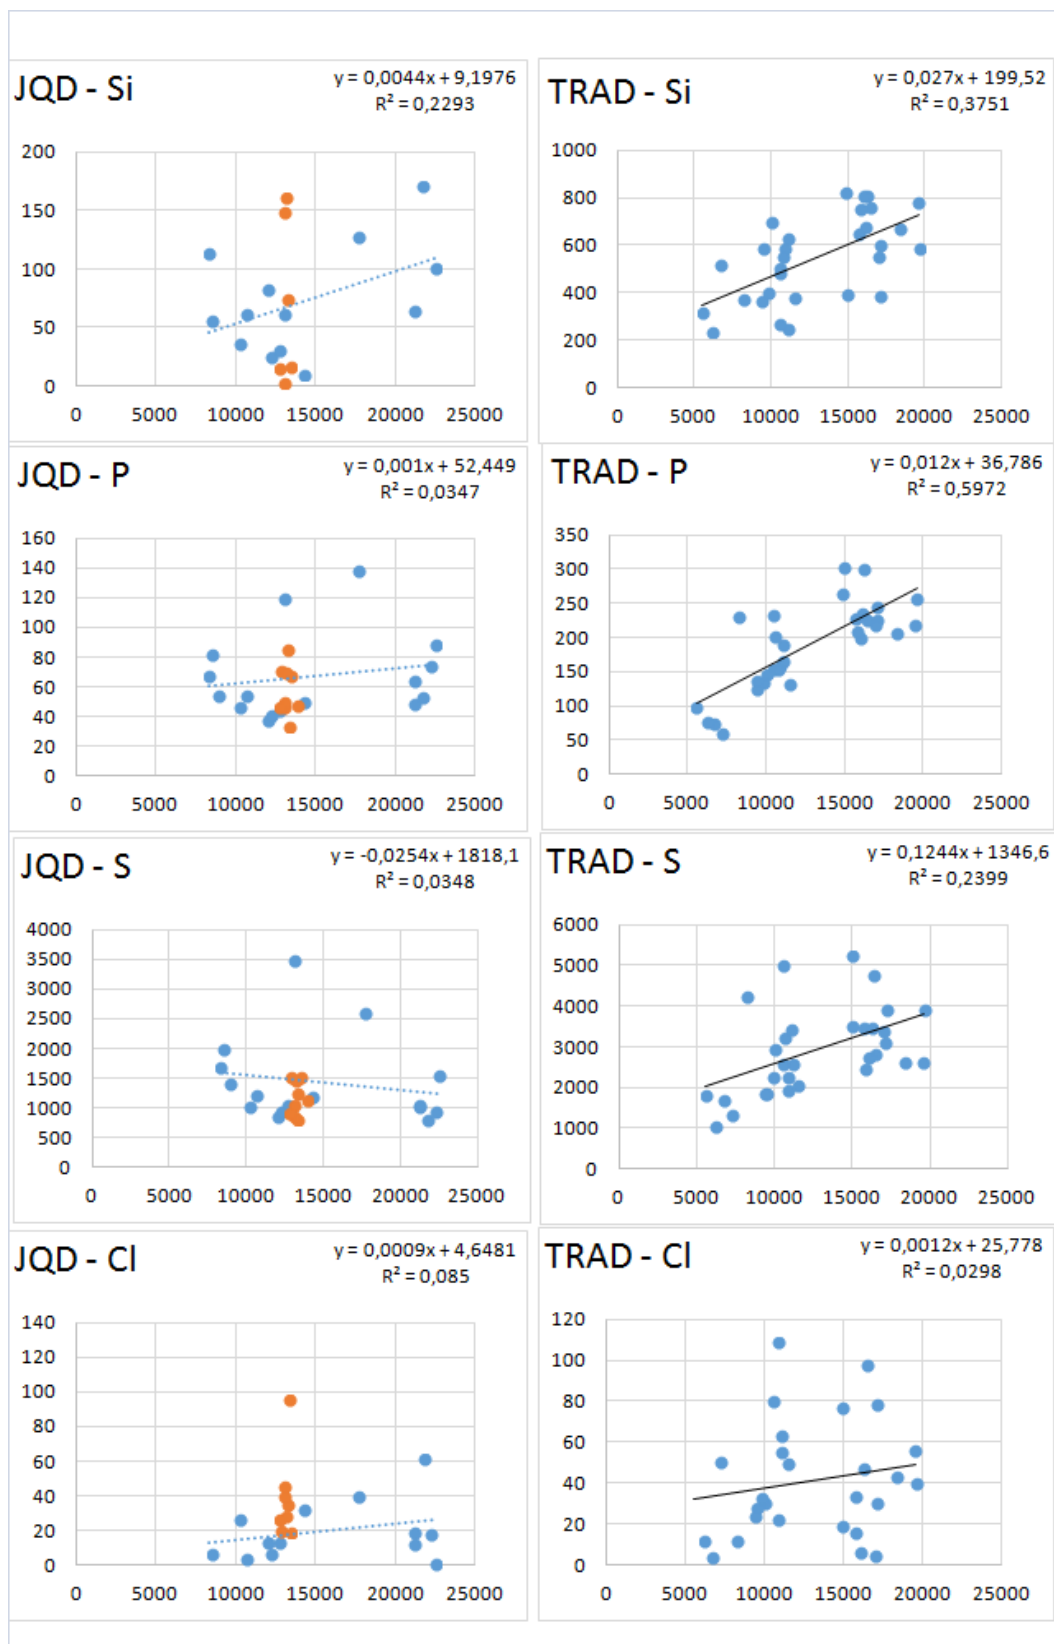 JQD - Si
y = 0,0044x + 9,1976
R² = 0,2293
200
150
100
50
0
0 5000 10000 15000 20000 25000
TRAD - Si
y = 0,027x + 199,52
R² = 0,3751
1000
800
600
400
200
0
0 5000 10000 15000 20000 25000
JQD - P
y = 0,001x + 52,449
R² = 0,0347
160
140
120
100
80
60
40
20
0
0 5000 10000 15000 20000 25000
TRAD - P
y = 0,012x + 36,786
R² = 0,5972
350
300
250
200
150
100
50
0
0 5000 10000 15000 20000 25000
JQD - S
y = -0,0254x + 1818,1
R² = 0,0348
4000
3500
3000
2500
2000
1500
1000
500
0
0 5000 10000 15000 20000 25000
TRAD - S
y = 0,1244x + 1346,6
R² = 0,2399
6000
5000
4000
3000
2000
1000
0
0 5000 10000 15000 20000 25000
JQD - Cl
y = 0,0009x + 4,6481
R² = 0,085
140
120
100
80
60
40
20
0
0 5000 10000 15000 20000 25000
TRAD - Cl
y = 0,0012x + 25,778
R² = 0,0298
120
100
80
60
40
20
0
0 5000 10000 15000 20000 25000